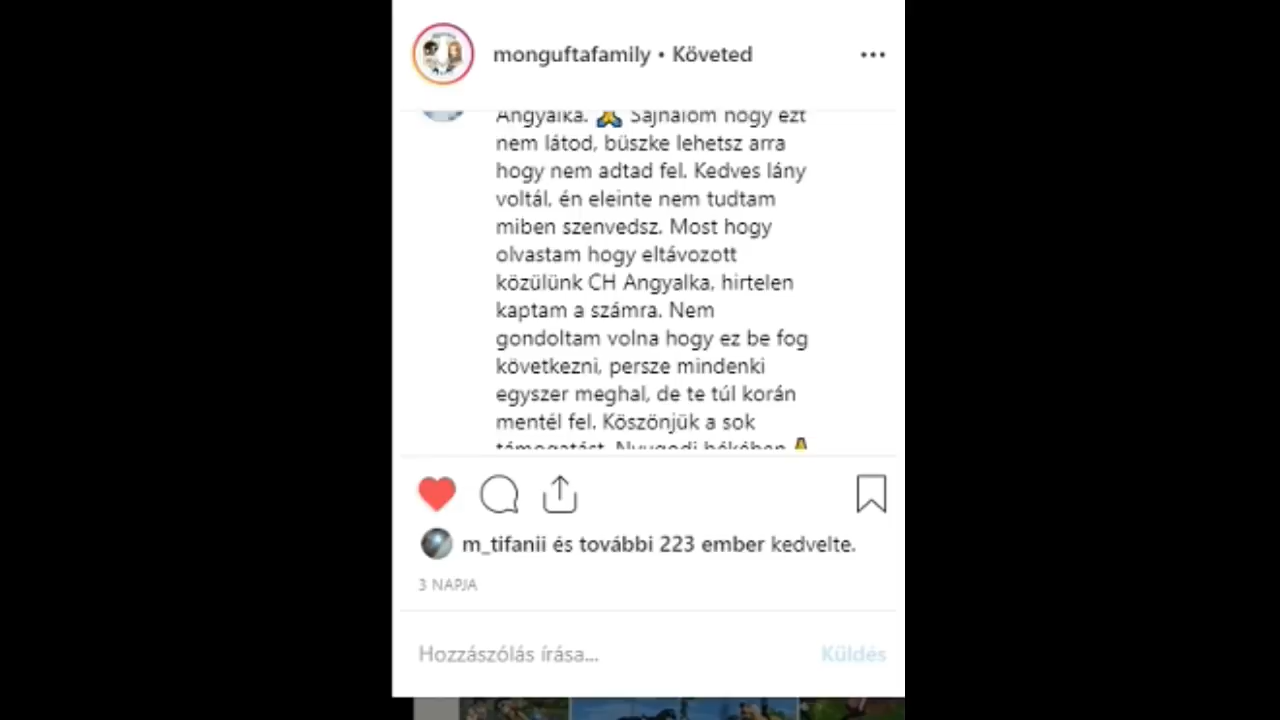 monguftafamily • Követed
Angyalka. 🙏 Sajnálom hogy ezt
nem látod, büszke lehetsz arra
hogy nem adtad fel. Kedves lány
voltál, én eleinte nem tudtam
miben szenvedsz. Most hogy
olvastam hogy eltávozott
közülünk CH Angyalka, hirtelen
kaptam a számra. Nem
gondoltam volna hogy ez be fog
következni, persze mindenki
egyszer meghal, de te túl korán
mentél fel. Köszönjük a sok
támogatást. Nyugodj békében 🙏
m_tifanii és további 223 ember kedvelte.
3 NAPJA
Hozzászólás írása...
Küldés